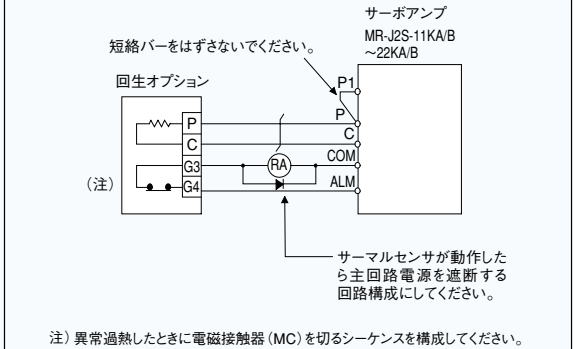 サーボアンプ
MR-J2S-11KA/B
～22KA/B
短絡バーをはずさないでください。
回生オプション
P1
P
P
C
C
G3
RA
COM
（注）
G4
ALM
サーマルセンサが動作した
ら主回路電源を遮断する
回路構成にしてください。
注）異常過熱したときに電磁接触器（MC）を切るシーケンスを構成してください。